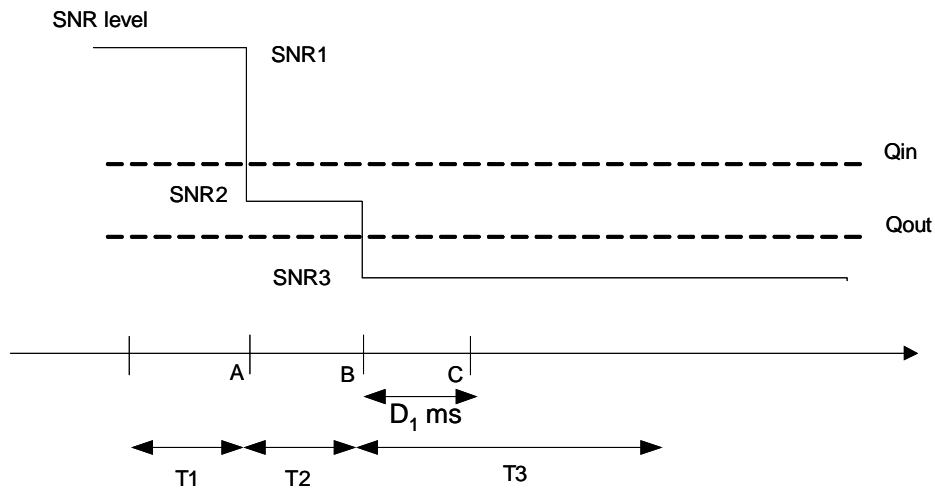 SNR level
SNR1
Qin
SNR2
Qout
SNR3
A
B
C
D₁ ms
T1
T2
T3